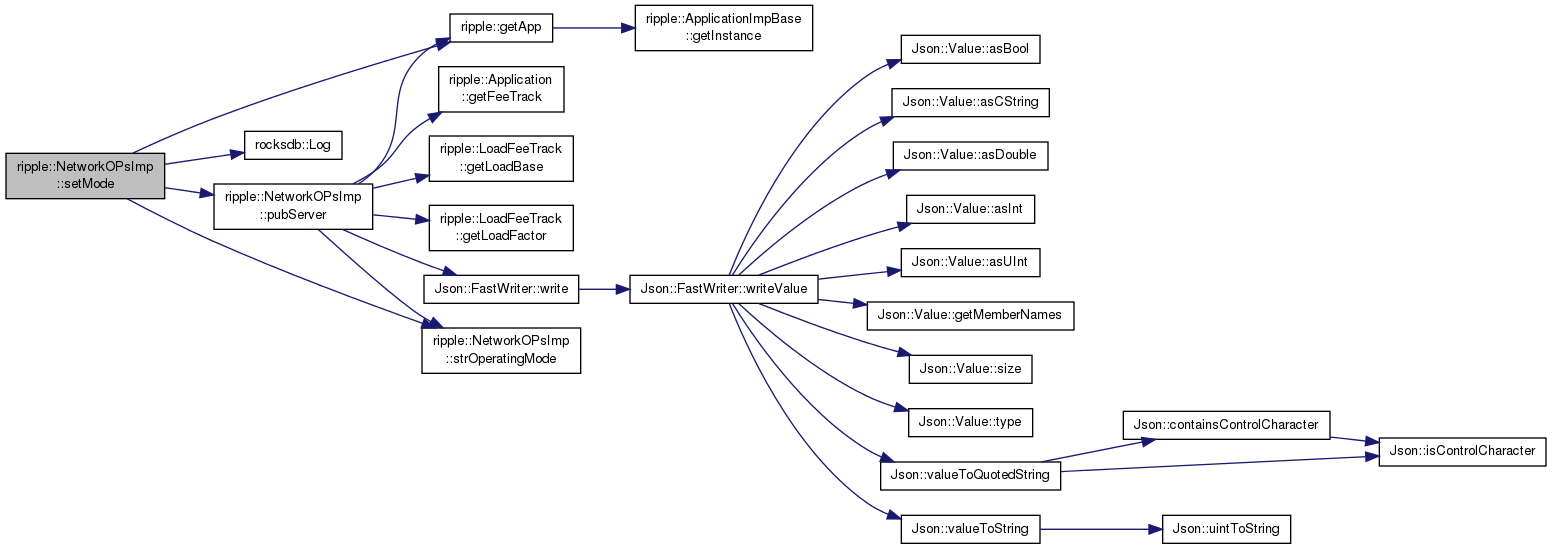 ripple::NetworkOPsImp
::setMode
ripple::getApp
ripple::ApplicationImpBase
::getInstance
ripple::Application
::getFeeTrack
rocksdb::Log
ripple::LoadFeeTrack
::getLoadBase
ripple::NetworkOPsImp
::pubServer
ripple::LoadFeeTrack
::getLoadFactor
Json::FastWriter::write
ripple::NetworkOPsImp
::strOperatingMode
Json::FastWriter::writeValue
Json::Value::asBool
Json::Value::asCString
Json::Value::asDouble
Json::Value::asInt
Json::Value::asUInt
Json::Value::getMemberNames
Json::Value::size
Json::Value::type
Json::valueToQuotedString
Json::containsControlCharacter
Json::isControlCharacter
Json::valueToString
Json::uintToString